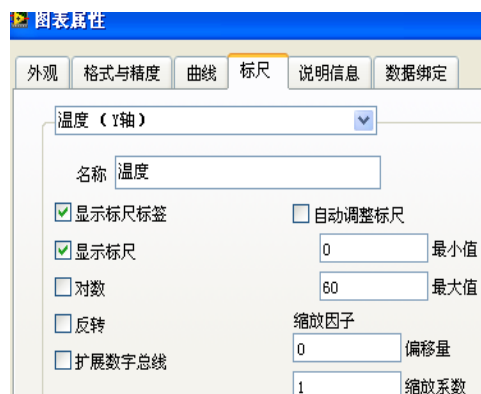 图表属性
外观 格式与精度 曲线 标尺 说明信息 数据绑定
温度 (Y轴)
名称 温度
显示标尺标签 自动调整标尺
显示标尺 0 最小值
对数 60 最大值
反转 缩放因子
扩展数字总线 0 偏移量
1 缩放系数